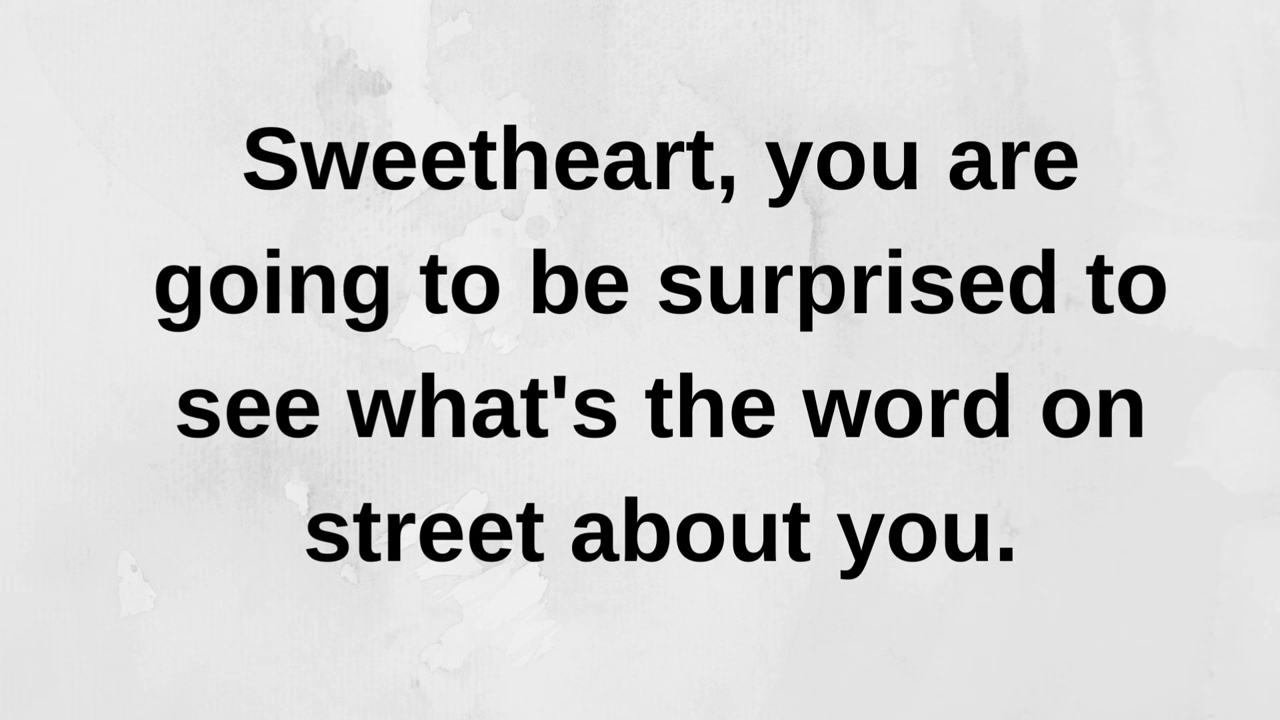 Sweetheart, you are
going to be surprised to
see what's the word on
street about you.